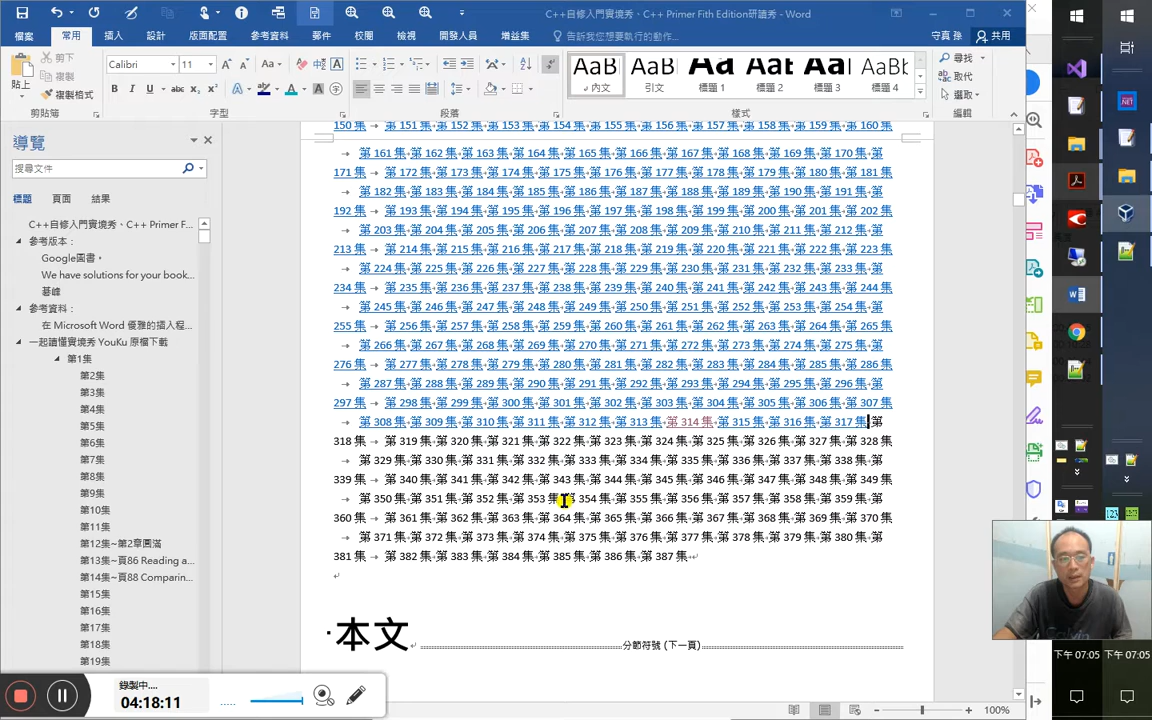 C++自修入門實境秀、C++ Primer Fifth Edition研讀秀 - Word
檔案 常用 插入 設計 版面配置 參考資料 郵件 校閱 檢視 開發人員 增益集 告訴我您想要執行的動作... 守真 孫 共用
貼上 剪下 複製 複製格式 剪貼簿
Calibri 11 字型 段落
AaB AaB Aa Aat AaB AaBb
內文 引文 標題 1 標題 2 標題 3 標題 4 樣式
尋找 取代 選取 編輯
導覽
搜尋文件
標題 頁面 結果
C++自修入門實境秀、C++ Primer F...
參考版本:
Google圖書。
We have solutions for your book...
碁峰
參考資料:
在 Microsoft Word 優雅的插入程...
一起讀懂實境秀 YouKu 原檔下載
第1集
第2集
第3集
第4集
第5集
第6集
第7集
第8集
第9集
第10集
第11集
第12集~第2章圓滿
第13集~頁86 Reading a...
第14集~頁88 Comparin...
第15集
第16集
第17集
第18集
第19集
150 集 → 第 151 集 第 152 集 第 153 集 第 154 集 第 155 集 第 156 集 第 157 集 第 158 集 第 159 集 第 160 集
→ 第 161 集 第 162 集 第 163 集 第 164 集 第 165 集 第 166 集 第 167 集 第 168 集 第 169 集 第 170 集 第
171 集 → 第 172 集 第 173 集 第 174 集 第 175 集 第 176 集 第 177 集 第 178 集 第 179 集 第 180 集 第 181 集
→ 第 182 集 第 183 集 第 184 集 第 185 集 第 186 集 第 187 集 第 188 集 第 189 集 第 190 集 第 191 集 第
192 集 → 第 193 集 第 194 集 第 195 集 第 196 集 第 197 集 第 198 集 第 199 集 第 200 集 第 201 集 第 202 集
→ 第 203 集 第 204 集 第 205 集 第 206 集 第 207 集 第 208 集 第 209 集 第 210 集 第 211 集 第 212 集 第
213 集 → 第 214 集 第 215 集 第 216 集 第 217 集 第 218 集 第 219 集 第 220 集 第 221 集 第 222 集 第 223 集
→ 第 224 集 第 225 集 第 226 集 第 227 集 第 228 集 第 229 集 第 230 集 第 231 集 第 232 集 第 233 集 第
234 集 → 第 235 集 第 236 集 第 237 集 第 238 集 第 239 集 第 240 集 第 241 集 第 242 集 第 243 集 第 244 集
→ 第 245 集 第 246 集 第 247 集 第 248 集 第 249 集 第 250 集 第 251 集 第 252 集 第 253 集 第 254 集 第
255 集 → 第 256 集 第 257 集 第 258 集 第 259 集 第 260 集 第 261 集 第 262 集 第 263 集 第 264 集 第 265 集
→ 第 266 集 第 267 集 第 268 集 第 269 集 第 270 集 第 271 集 第 272 集 第 273 集 第 274 集 第 275 集 第
276 集 → 第 277 集 第 278 集 第 279 集 第 280 集 第 281 集 第 282 集 第 283 集 第 284 集 第 285 集 第 286 集
→ 第 287 集 第 288 集 第 289 集 第 290 集 第 291 集 第 292 集 第 293 集 第 294 集 第 295 集 第 296 集 第
297 集 → 第 298 集 第 299 集 第 300 集 第 301 集 第 302 集 第 303 集 第 304 集 第 305 集 第 306 集 第 307 集
→ 第 308 集 第 309 集 第 310 集 第 311 集 第 312 集 第 313 集 第 314 集 第 315 集 第 316 集 第 317 集 第
318 集 → 第 319 集 第 320 集 第 321 集 第 322 集 第 323 集 第 324 集 第 325 集 第 326 集 第 327 集 第 328 集
→ 第 329 集 第 330 集 第 331 集 第 332 集 第 333 集 第 334 集 第 335 集 第 336 集 第 337 集 第 338 集 第
339 集 → 第 340 集 第 341 集 第 342 集 第 343 集 第 344 集 第 345 集 第 346 集 第 347 集 第 348 集 第 349 集
→ 第 350 集 第 351 集 第 352 集 第 353 集 第 354 集 第 355 集 第 356 集 第 357 集 第 358 集 第 359 集 第
360 集 → 第 361 集 第 362 集 第 363 集 第 364 集 第 365 集 第 366 集 第 367 集 第 368 集 第 369 集 第 370 集
→ 第 371 集 第 372 集 第 373 集 第 374 集 第 375 集 第 376 集 第 377 集 第 378 集 第 379 集 第 380 集 第
381 集 → 第 382 集 第 383 集 第 384 集 第 385 集 第 386 集 第 387 集
本文 分節符號 (下一頁)
錄製中....
04:18:11
100%
下午 07:05 下午 07:05